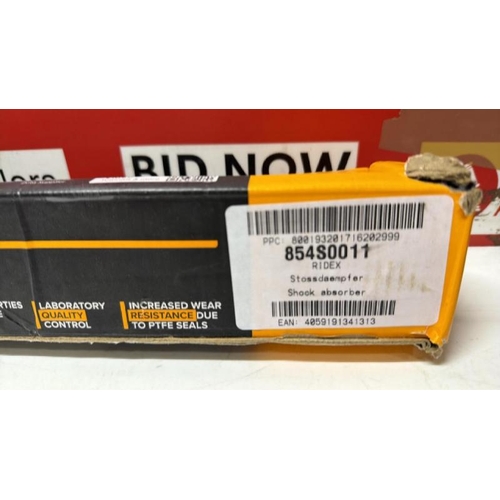 BID NOW
PPC: 800193201716202999
854S0011
RIDEX
Stossdaempfer
Shock absorber
EAN: 4059191341313
LABORATORY
QUALITY
CONTROL
INCREASED WEAR
RESISTANCE DUE
TO PTFE SEALS